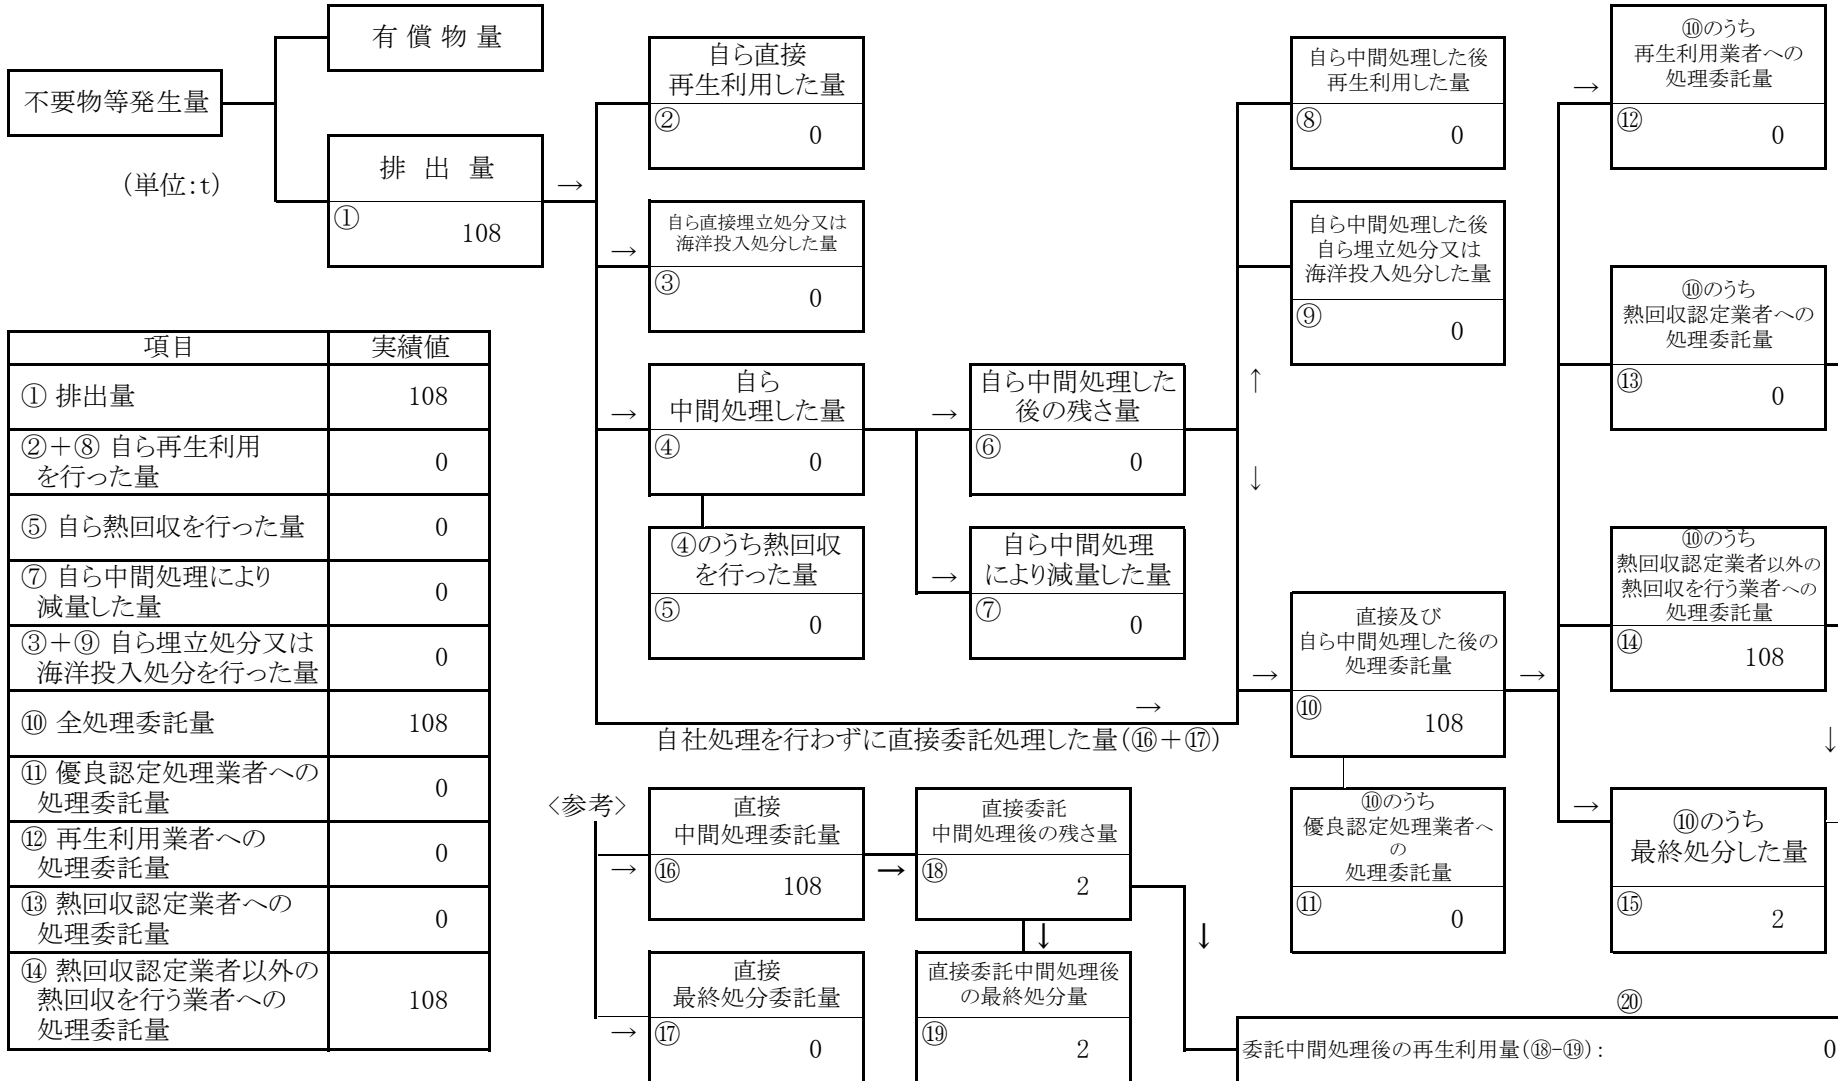 不要物等発生量
(単位:t)
有 償 物 量
排 出 量
① 108
→
自ら直接
再生利用した量
② 0
→
自ら直接埋立処分又は
海洋投入処分した量
③ 0
→
自ら
中間処理した量
④ 0
④のうち熱回収
を行った量
⑤ 0
→
自ら中間処理した
後の残さ量
⑥ 0
→
自ら中間処理
により減量した量
⑦ 0
自ら中間処理した後
再生利用した量
⑧ 0
自ら中間処理した後
自ら埋立処分又は
海洋投入処分した量
⑨ 0
↑
↓
→
自社処理を行わずに直接委託処理した量(⑯+⑰)
→
直接及び
自ら中間処理した後の
処理委託量
⑩ 108
⑩のうち
優良認定処理業者へ
の
処理委託量
⑪ 0
→
→
⑩のうち
再生利用業者への
処理委託量
⑫ 0
⑩のうち
熱回収認定業者への
処理委託量
⑬ 0
⑩のうち
熱回収認定業者以外の
熱回収を行う業者への
処理委託量
⑭ 108
↓
→
⑩のうち
最終処分した量
⑮ 2
項目 実績値
① 排出量 108
②+⑧ 自ら再生利用
を行った量 0
⑤ 自ら熱回収を行った量 0
⑦ 自ら中間処理により
減量した量 0
③+⑨ 自ら埋立処分又は
海洋投入処分を行った量 0
⑩ 全処理委託量 108
⑪ 優良認定処理業者への
処理委託量 0
⑫ 再生利用業者への
処理委託量 0
⑬ 熱回収認定業者への
処理委託量 0
⑭ 熱回収認定業者以外の
熱回収を行う業者への
処理委託量 108
〈参考〉
→
直接
中間処理委託量
⑯ 108
→
直接委託
中間処理後の残さ量
⑱ 2
↓
↓
→
直接
最終処分委託量
⑰ 0
直接委託中間処理後
の最終処分量
⑲ 2
⑳
委託中間処理後の再生利用量(⑱-⑲): 0